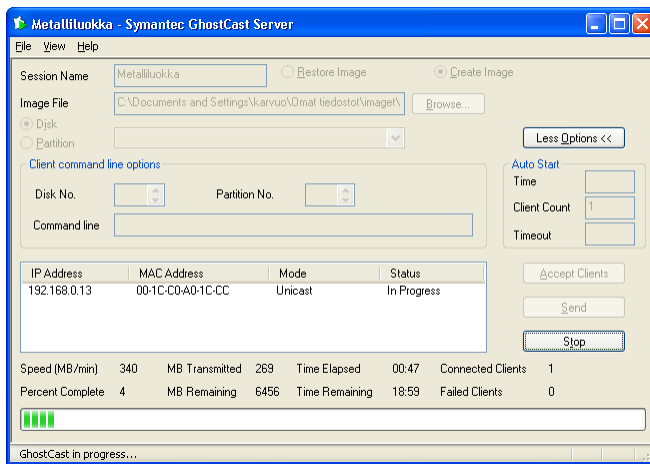 Metalliluokka - Symantec GhostCast Server
File View Help
Session Name Metalliluokka Restore Image Create Image
Image File C:\Documents and Settings\karvuo\Omat tiedostot\imaget\ Browse...
Disk
Partition Less Options <<
Client command line options Auto Start
Time
Disk No. Partition No.
Client Count 1
Command line
Timeout
IP Address MAC Address Mode Status Accept Clients
192.168.0.13 00-1C-C0-A0-1C-CC Unicast In Progress
Send
Stop
Speed (MB/min) 340 MB Transmitted 269 Time Elapsed 00:47 Connected Clients 1
Percent Complete 4 MB Remaining 6456 Time Remaining 18:59 Failed Clients 0
GhostCast in progress...